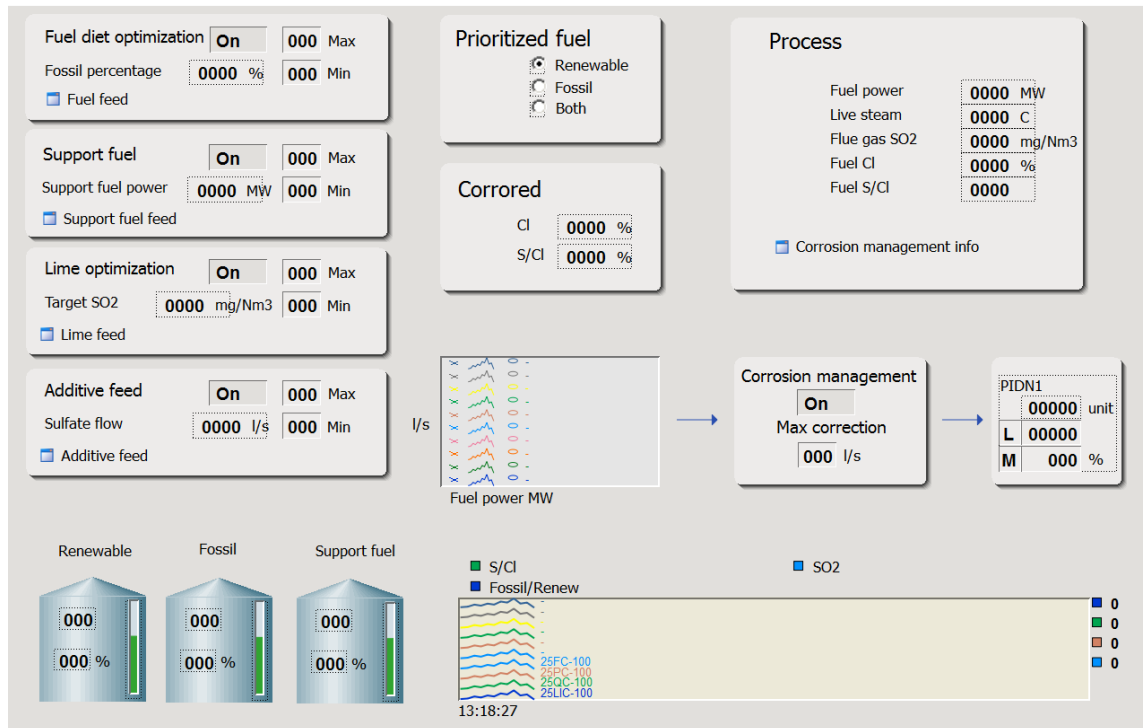 Fuel diet optimization On 000 Max
Fossil percentage 0000 % 000 Min
Fuel feed
Support fuel On 000 Max
Support fuel power 0000 MW 000 Min
Support fuel feed
Lime optimization On 000 Max
Target SO2 0000 mg/Nm3 000 Min
Lime feed
Additive feed On 000 Max
Sulfate flow 0000 l/s 000 Min
Additive feed
Prioritized fuel
Renewable
Fossil
Both
Corrored
Cl 0000 %
S/Cl 0000 %
Process
Fuel power 0000 MW
Live steam 0000 C
Flue gas SO2 0000 mg/Nm3
Fuel Cl 0000 %
Fuel S/Cl 0000
Corrosion management info
l/s
Fuel power MW
Corrosion management
On
Max correction
000 l/s
PIDN1
00000 unit
L 00000
M 000 %
Renewable Fossil Support fuel
000 000 000
000 % 000 % 000 %
S/Cl SO2
Fossil/Renew
0
0
0
0
25FC-100
25PC-100
25QC-100
25LIC-100
13:18:27